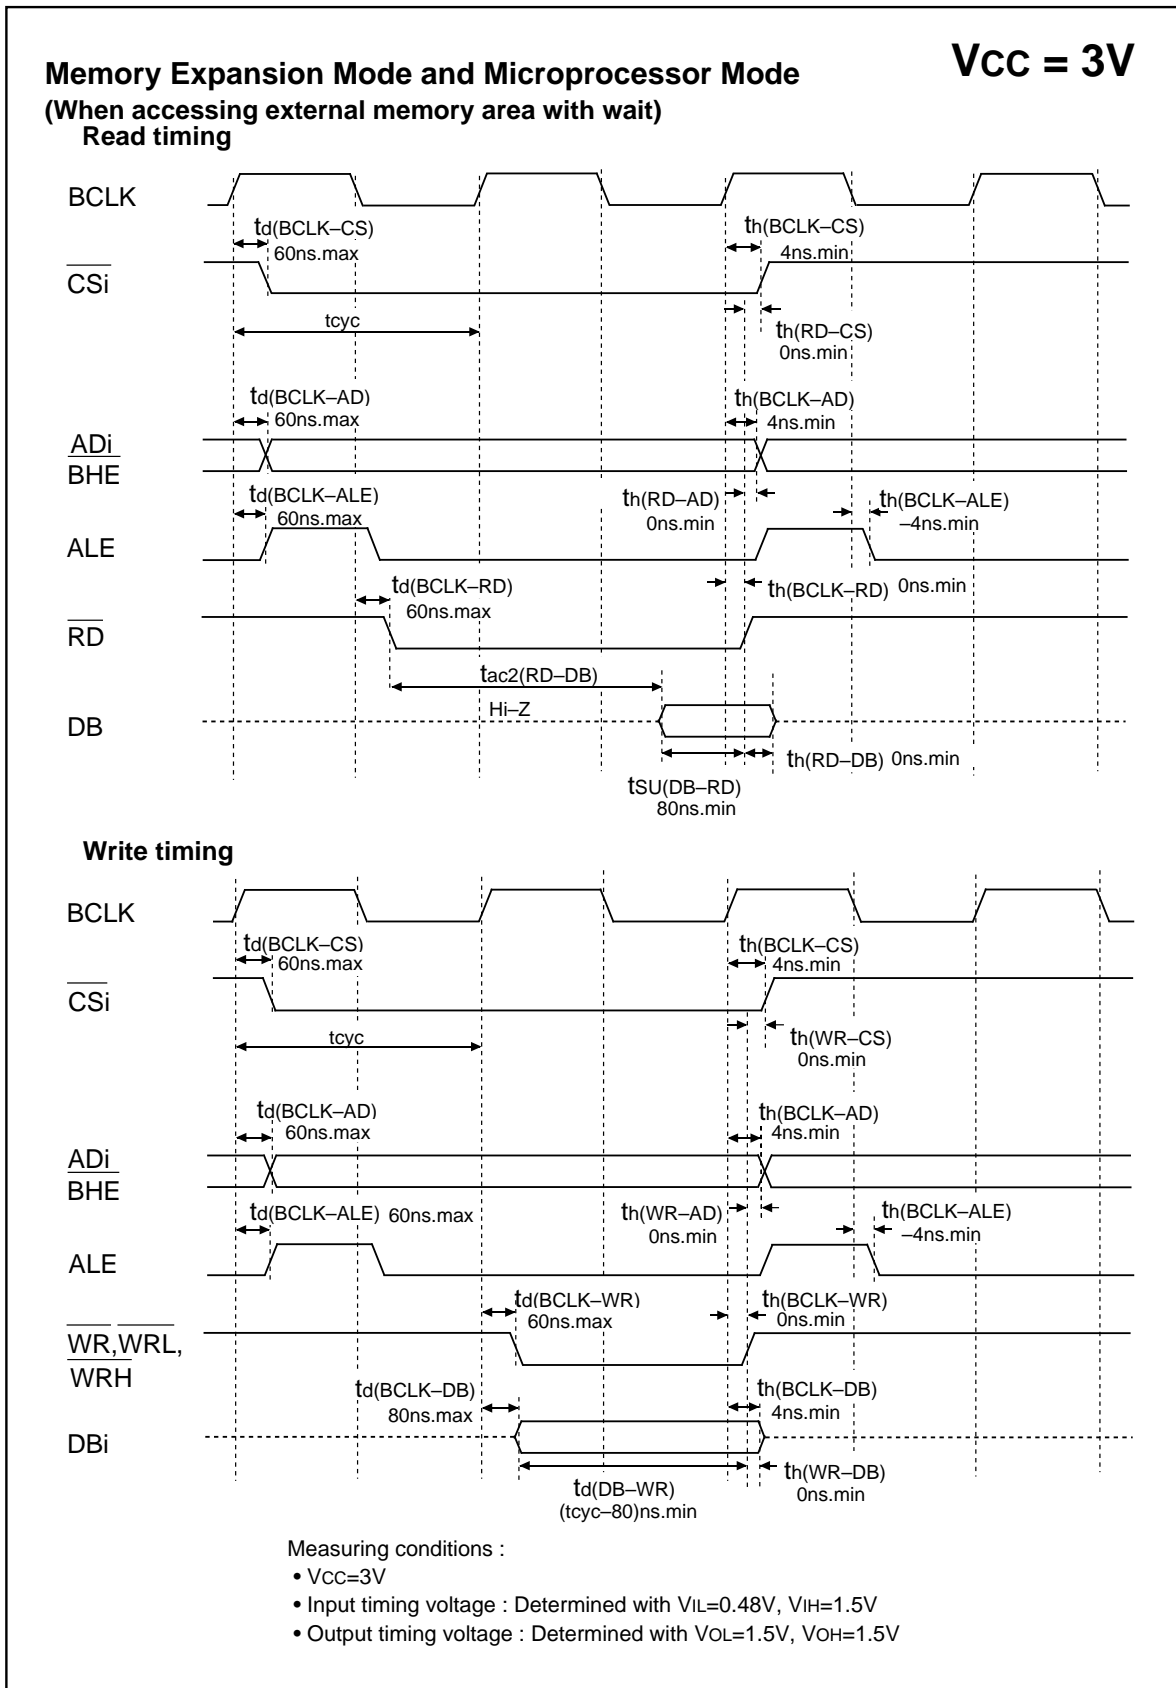 VCC = 3V
Memory Expansion Mode and Microprocessor Mode
(When accessing external memory area with wait)
Read timing
BCLK
td(BCLK–CS)
60ns.max
th(BCLK–CS)
4ns.min
CSi
tcyc
th(RD–CS)
0ns.min
td(BCLK–AD)
60ns.max
th(BCLK–AD)
4ns.min
ADi
BHE
td(BCLK–ALE)
60ns.max
th(RD–AD)
0ns.min
th(BCLK–ALE)
–4ns.min
ALE
td(BCLK–RD)
60ns.max
th(BCLK–RD) 0ns.min
RD
tac2(RD–DB)
Hi–Z
DB
th(RD–DB) 0ns.min
tSU(DB–RD)
80ns.min
Write timing
BCLK
td(BCLK–CS)
60ns.max
th(BCLK–CS)
4ns.min
CSi
tcyc
th(WR–CS)
0ns.min
td(BCLK–AD)
60ns.max
th(BCLK–AD)
4ns.min
ADi
BHE
td(BCLK–ALE) 60ns.max
th(WR–AD)
0ns.min
th(BCLK–ALE)
–4ns.min
ALE
td(BCLK–WR)
60ns.max
th(BCLK–WR)
0ns.min
WR,WRL,
WRH
td(BCLK–DB)
80ns.max
th(BCLK–DB)
4ns.min
DBi
td(DB–WR)
(tcyc–80)ns.min
th(WR–DB)
0ns.min
Measuring conditions :
• VCC=3V
• Input timing voltage : Determined with VIL=0.48V, VIH=1.5V
• Output timing voltage : Determined with VOL=1.5V, VOH=1.5V